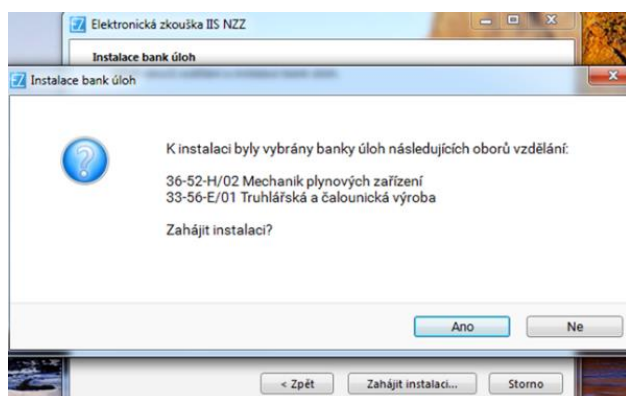 Elektronická zkouška IIS NZZ
Instalace bank úloh
Instalace bank úloh
K instalaci byly vybrány banky úloh následujících oborů vzdělání:
36-52-H/02 Mechanik plynových zařízení
33-56-E/01 Truhlářská a čalounická výroba
Zahájit instalaci?
Ano Ne
< Zpět Zahájit instalaci... Storno